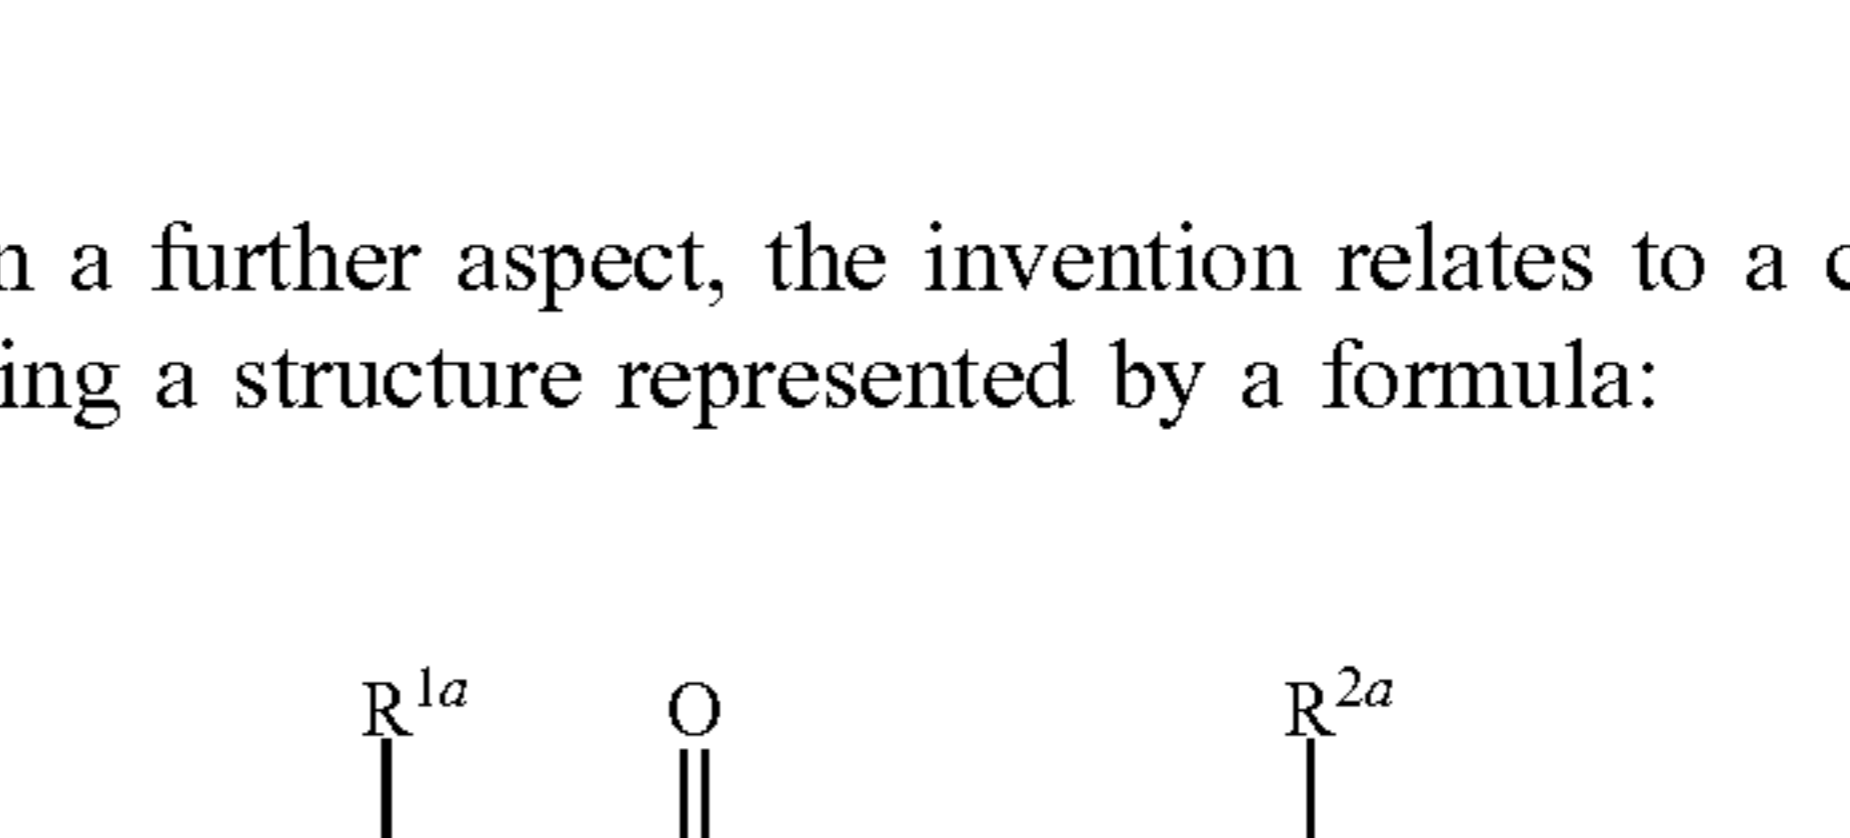 n a further aspect, the invention relates to a c
ing a structure represented by a formula:
R1a O R2a